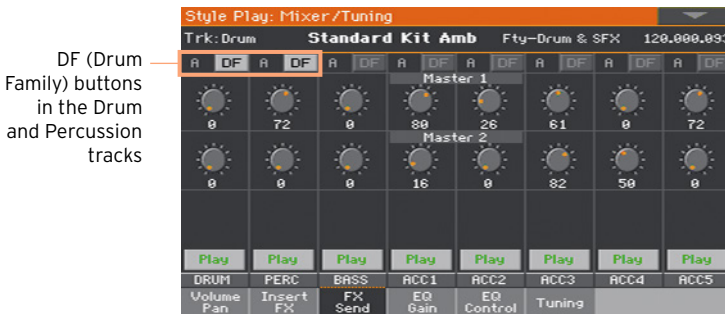 Style Play: Mixer/Tuning
Trk:Drum Standard Kit Amb Fty-Drum & SFX 120.000.093
DF (Drum Family) buttons in the Drum and Percussion tracks
A DF A DF A DF A DF A DF A DF A DF A DF
Master 1
0 72 0 80 26 61 0 72
Master 2
0 0 0 16 0 82 50 0
Play Play Play Play Play Play Play Play
DRUM PERC BASS ACC1 ACC2 ACC3 ACC4 ACC5
Volume Pan Insert FX FX Send EQ Gain EQ Control Tuning